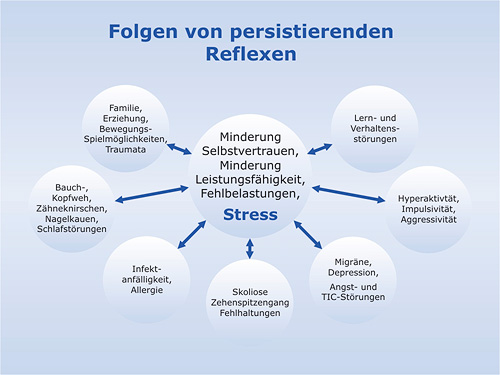 Folgen von persistierenden
Reflexen
Familie,
Erziehung,
Bewegungs-
Spielmöglichkeiten,
Traumata
Minderung
Selbstvertrauen,
Minderung
Leistungsfähigkeit,
Fehlbelastungen,
Stress
Lern- und
Verhaltens-
störungen
Bauch-,
Kopfweh,
Zähneknirschen,
Nagelkauen,
Schlafstörungen
Hyperaktivtät,
Impulsivität,
Aggressivität
Infekt-
anfälligkeit,
Allergie
Skoliose
Zehenspitzengang
Fehlhaltungen
Migräne,
Depression,
Angst- und
TIC-Störungen